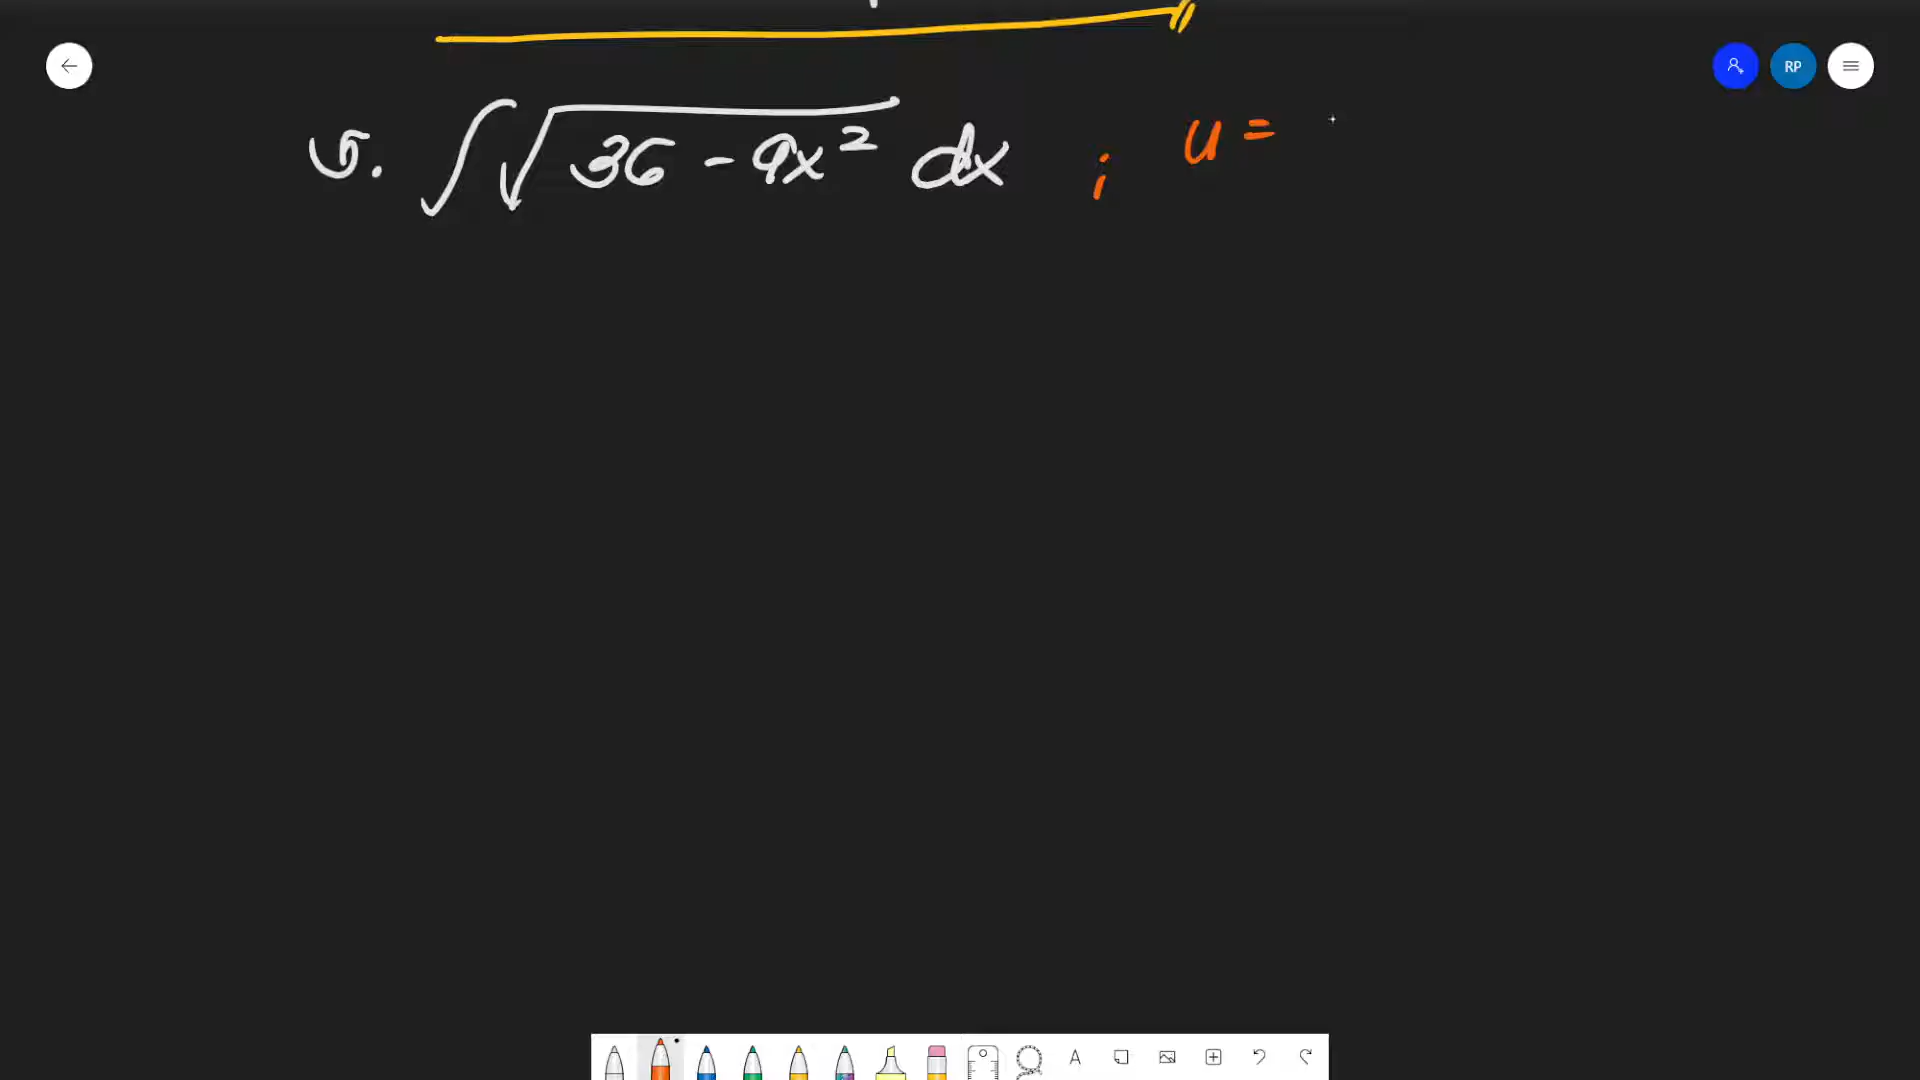 RP
5. ∫√36 - 9x² dx ; u =
A